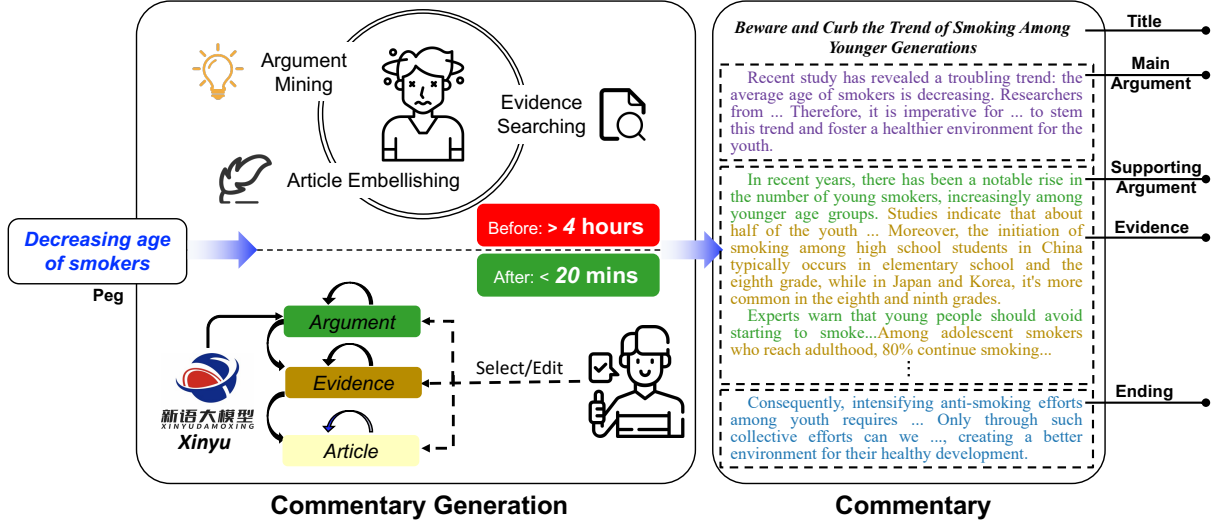 Decreasing age
of smokers
Peg
Argument
Mining
Evidence
Searching
Article Embellishing
Before: > 4 hours
After: < 20 mins
Argument
Evidence
Article
Select/Edit
新语大模型
XINYUDAMOXING
Xinyu
Commentary Generation
Beware and Curb the Trend of Smoking Among
Younger Generations
Recent study has revealed a troubling trend: the
average age of smokers is decreasing. Researchers
from ... Therefore, it is imperative for ... to stem
this trend and foster a healthier environment for the
youth.
In recent years, there has been a notable rise in
the number of young smokers, increasingly among
younger age groups. Studies indicate that about
half of the youth ... Moreover, the initiation of
smoking among high school students in China
typically occurs in elementary school and the
eighth grade, while in Japan and Korea, it's more
common in the eighth and ninth grades.
Experts warn that young people should avoid
starting to smoke...Among adolescent smokers
who reach adulthood, 80% continue smoking...
Consequently, intensifying anti-smoking efforts
among youth requires ... Only through such
collective efforts can we ..., creating a better
environment for their healthy development.
Commentary
Title
Main
Argument
Supporting
Argument
Evidence
Ending